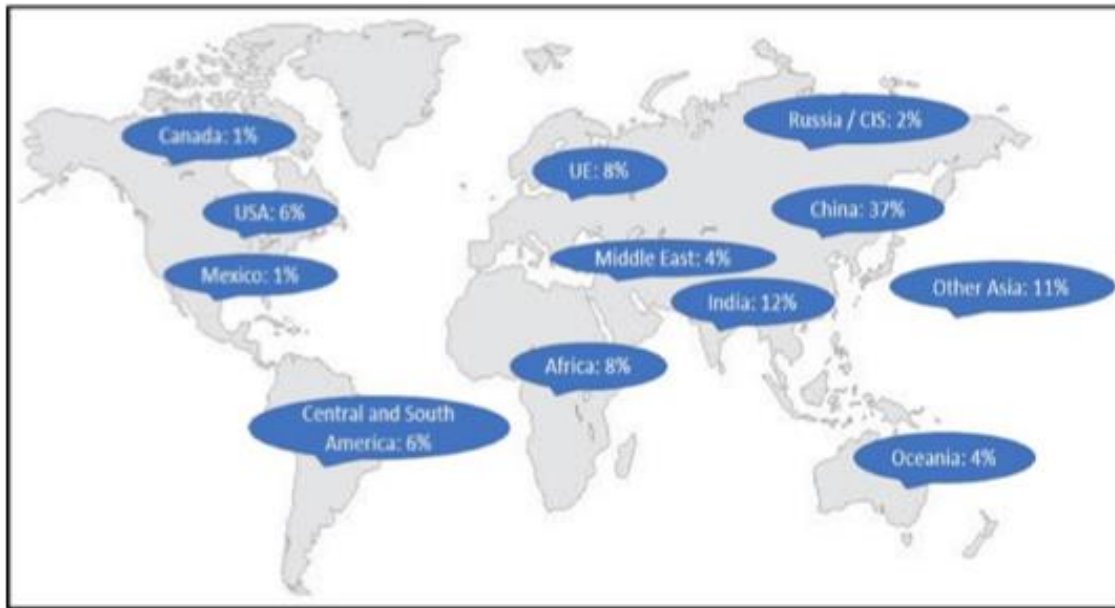 Canada: 1%
Russia / CIS: 2%
UE: 8%
USA: 6%
China: 37%
Middle East: 4%
Mexico: 1%
Other Asia: 11%
India: 12%
Africa: 8%
Central and South
America: 6%
Oceania: 4%